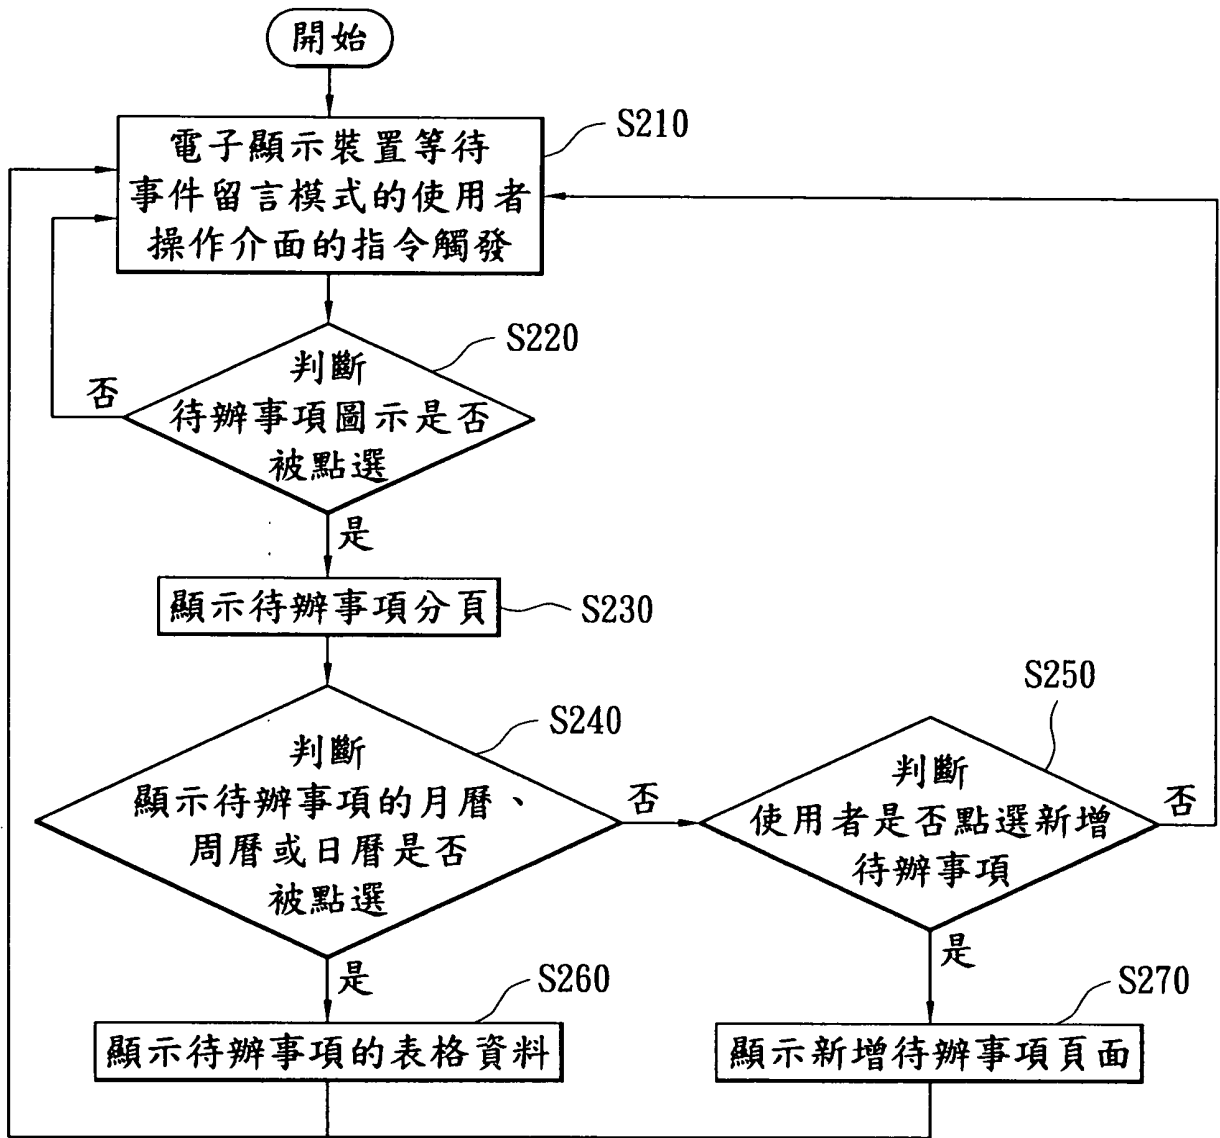 開始
電子顯示裝置等待
事件留言模式的使用者
操作介面的指令觸發
S210
判斷
待辦事項圖示是否
被點選
S220
否
是
顯示待辦事項分頁
S230
判斷
顯示待辦事項的月曆、
周曆或日曆是否
被點選
S240
否
是
判斷
使用者是否點選新增
待辦事項
S250
否
是
顯示待辦事項的表格資料
S260
顯示新增待辦事項頁面
S270